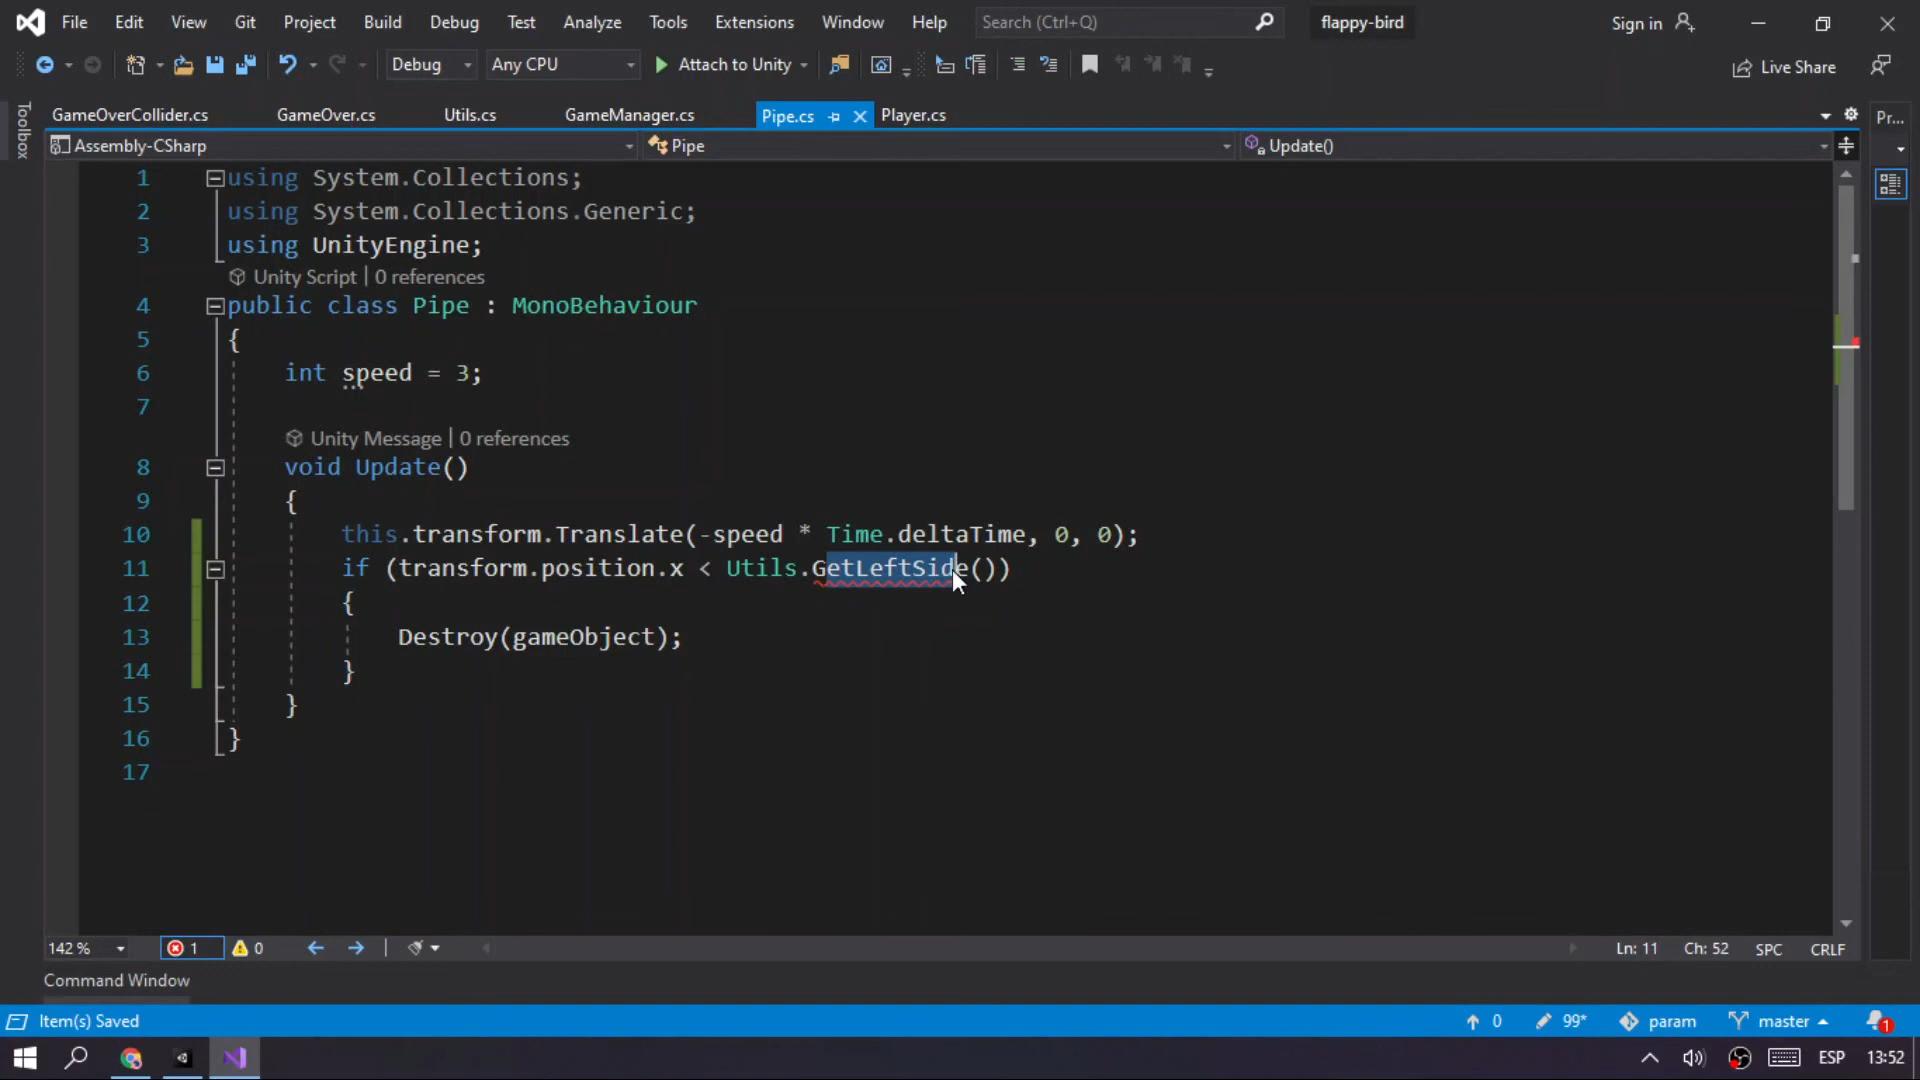 File Edit View Git Project Build Debug Test Analyze Tools Extensions Window Help Search (Ctrl+Q) flappy-bird Sign in
Debug Any CPU Attach to Unity Live Share
Toolbox
GameOverCollider.cs GameOver.cs Utils.cs GameManager.cs Pipe.cs Player.cs Pr...
Assembly-CSharp Pipe Update()
1 using System.Collections;
2 using System.Collections.Generic;
3 using UnityEngine;
Unity Script | 0 references
4 public class Pipe : MonoBehaviour
5 {
6 int speed = 3;
7
Unity Message | 0 references
8 void Update()
9 {
10 this.transform.Translate(-speed * Time.deltaTime, 0, 0);
11 if (transform.position.x < Utils.GetLeftSide())
12 {
13 Destroy(gameObject);
14 }
15 }
16 }
17
142 % 1 0 Ln: 11 Ch: 52 SPC CRLF
Command Window
Item(s) Saved 0 99* param master 1
ESP 13:52